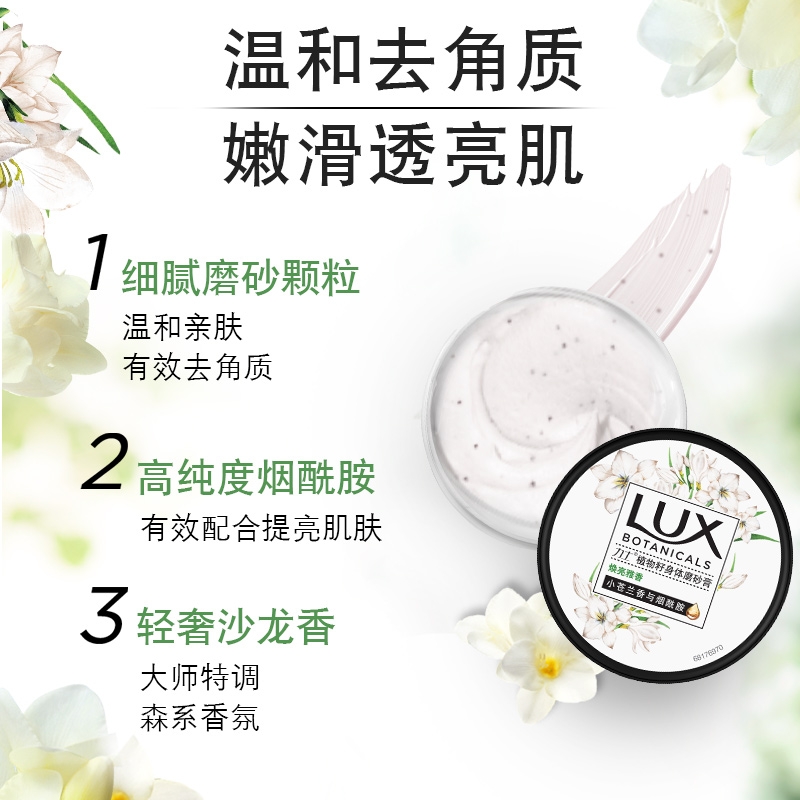 温和去角质
嫩滑透亮肌
1 细腻磨砂颗粒
温和亲肤
有效去角质
2 高纯度烟酰胺
有效配合提亮肌肤
3 轻奢沙龙香
大师特调
森系香氛
LUX
BOTANICALS
力士®植物籽身体磨砂膏
焕亮雅香
小苍兰香与烟酰胺
68176970